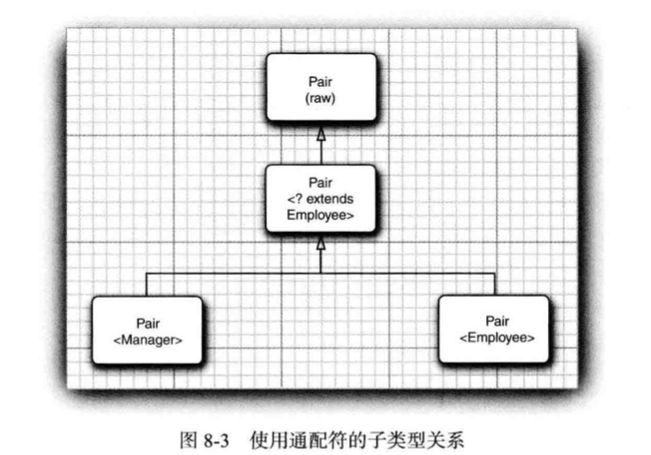 Pair
(raw)
Pair
<? extends
Employee>
Pair
<Manager>
Pair
<Employee>
图 8-3 使用通配符的子类型关系